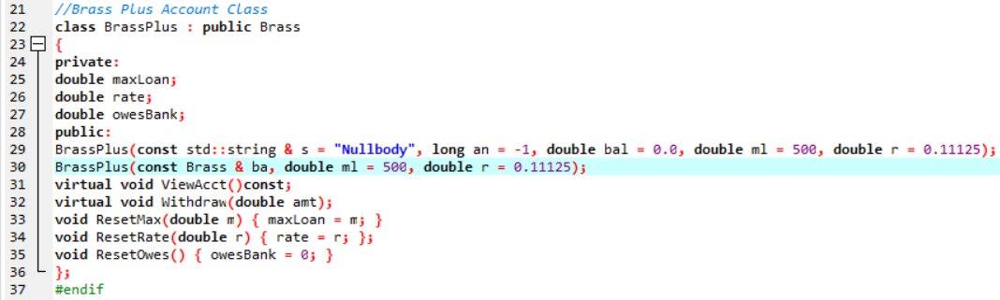 21 //Brass Plus Account Class
22 class BrassPlus : public Brass
23 {
24 private:
25 double maxLoan;
26 double rate;
27 double owesBank;
28 public:
29 BrassPlus(const std::string & s = "Nullbody", long an = -1, double bal = 0.0, double ml = 500, double r = 0.11125);
30 BrassPlus(const Brass & ba, double ml = 500, double r = 0.11125);
31 virtual void ViewAcct()const;
32 virtual void Withdraw(double amt);
33 void ResetMax(double m) { maxLoan = m; }
34 void ResetRate(double r) { rate = r; };
35 void ResetOwes() { owesBank = 0; }
36 };
37 #endif